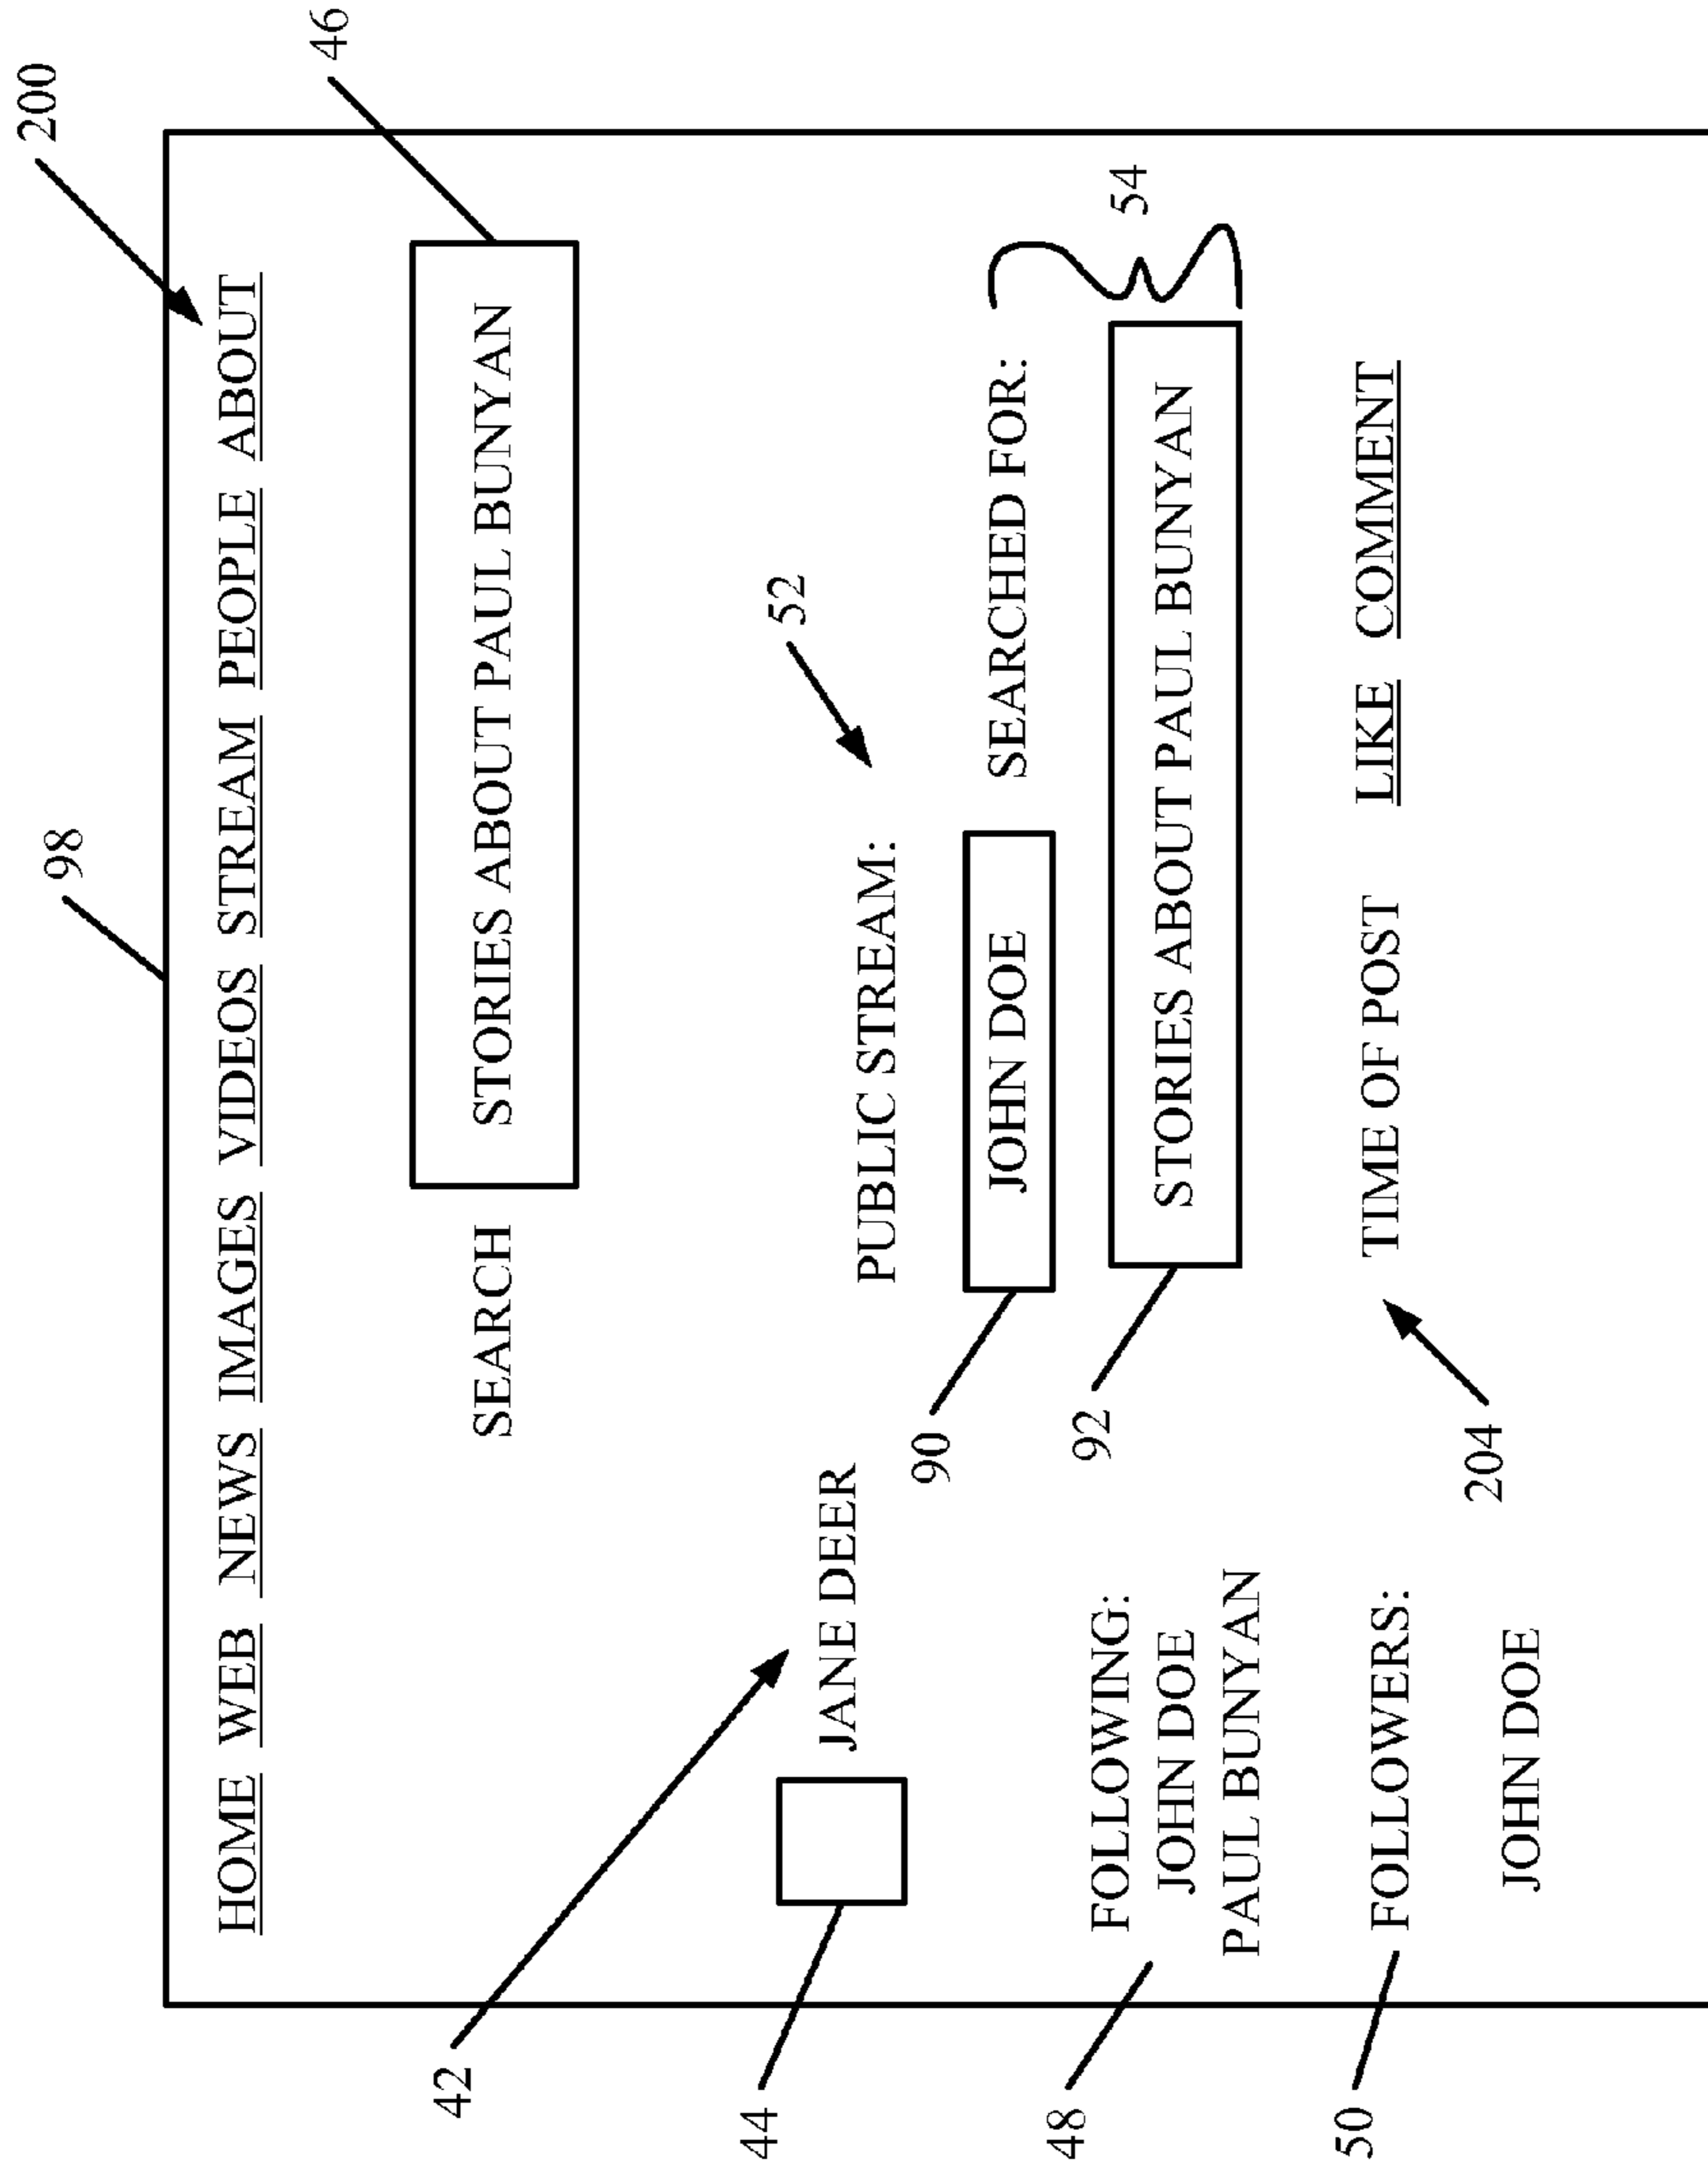 200
98
46
HOME WEB NEWS IMAGES VIDEOS STREAM PEOPLE ABOUT
SEARCH STORIES ABOUT PAUL BUNYAN
42
52
44
JANE DEER
PUBLIC STREAM:
90
JOHN DOE SEARCHED FOR:
54
92
STORIES ABOUT PAUL BUNYAN
48
FOLLOWING:
JOHN DOE
PAUL BUNYAN
TIME OF POST LIKE COMMENT
204
50
FOLLOWERS:
JOHN DOE